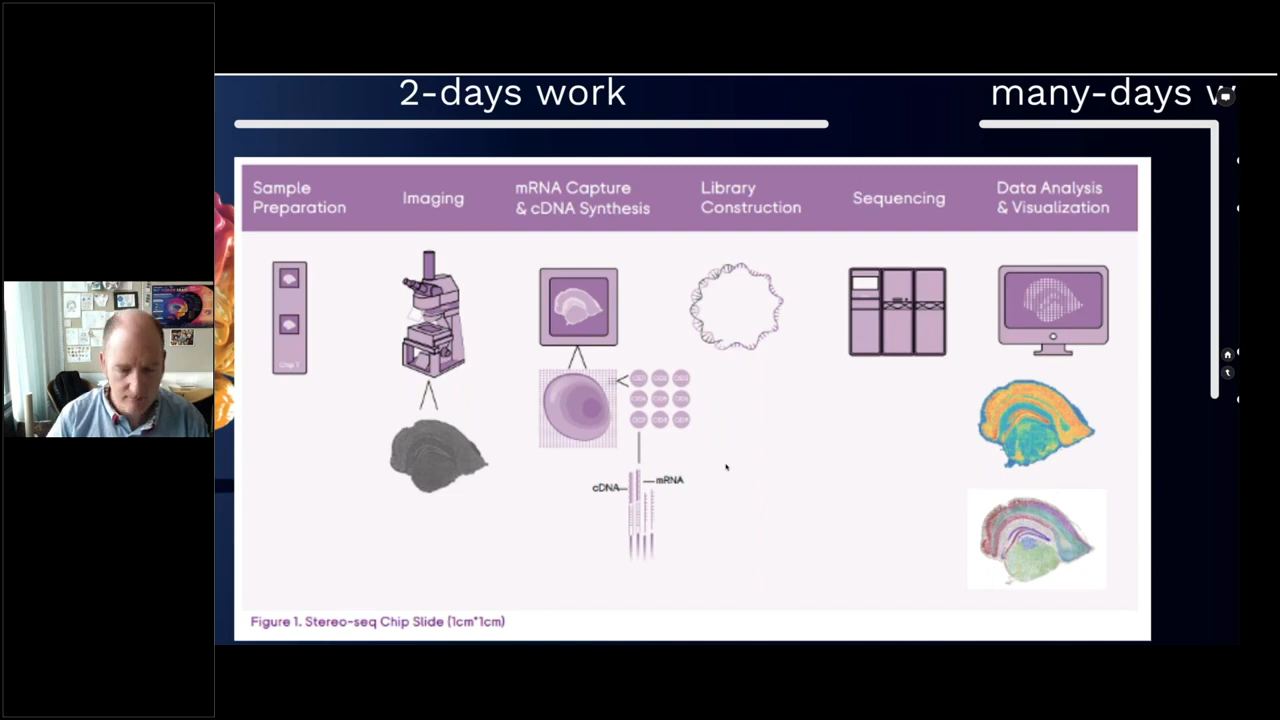 2-days work
many-days w
Sample
Preparation
Imaging
mRNA Capture
& cDNA Synthesis
Library
Construction
Sequencing
Data Analysis
& Visualization
cDNA
mRNA
Figure 1. Stereo-seq Chip Slide (1cm*1cm)